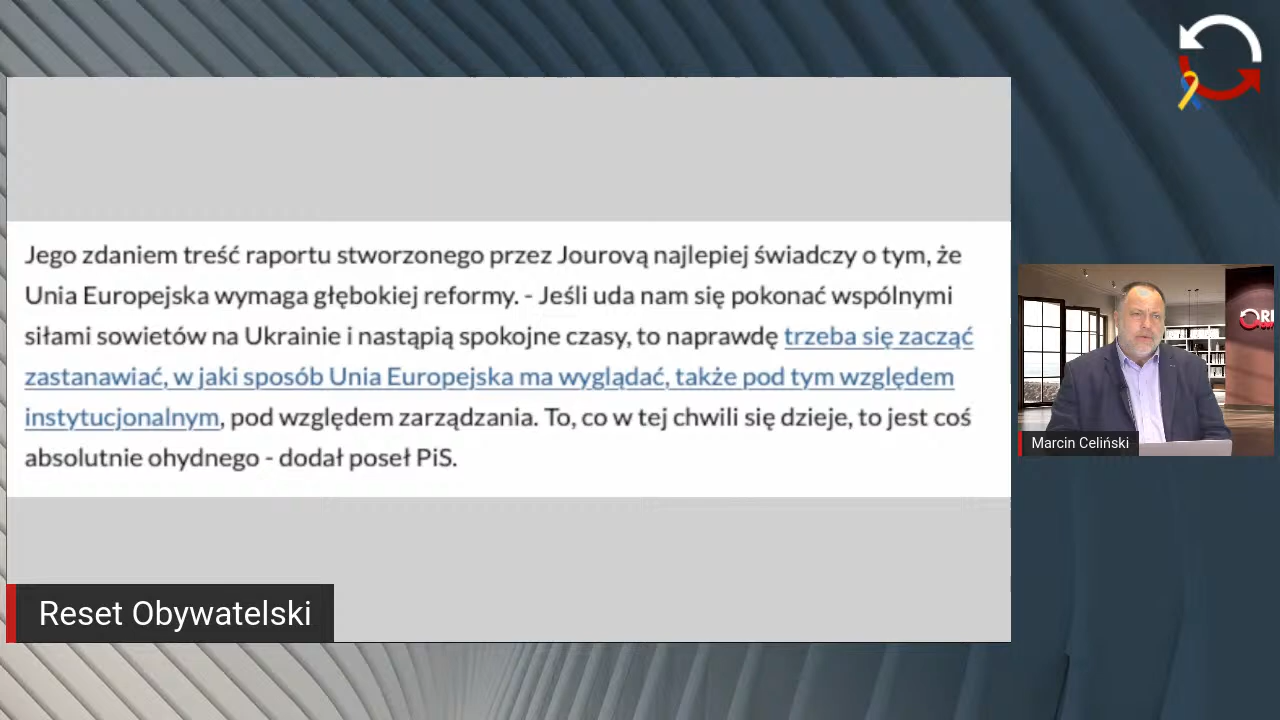 Jego zdaniem treść raportu stworzonego przez Jourovą najlepiej świadczy o tym, że
Unia Europejska wymaga głębokiej reformy. - Jeśli uda nam się pokonać wspólnymi
siłami sowietów na Ukrainie i nastąpią spokojne czasy, to naprawdę trzeba się zacząć
zastanawiać, w jaki sposób Unia Europejska ma wyglądać, także pod tym względem
instytucjonalnym, pod względem zarządzania. To, co w tej chwili się dzieje, to jest coś
absolutnie ohydnego - dodał poseł PiS.
Marcin Celiński
Reset Obywatelski